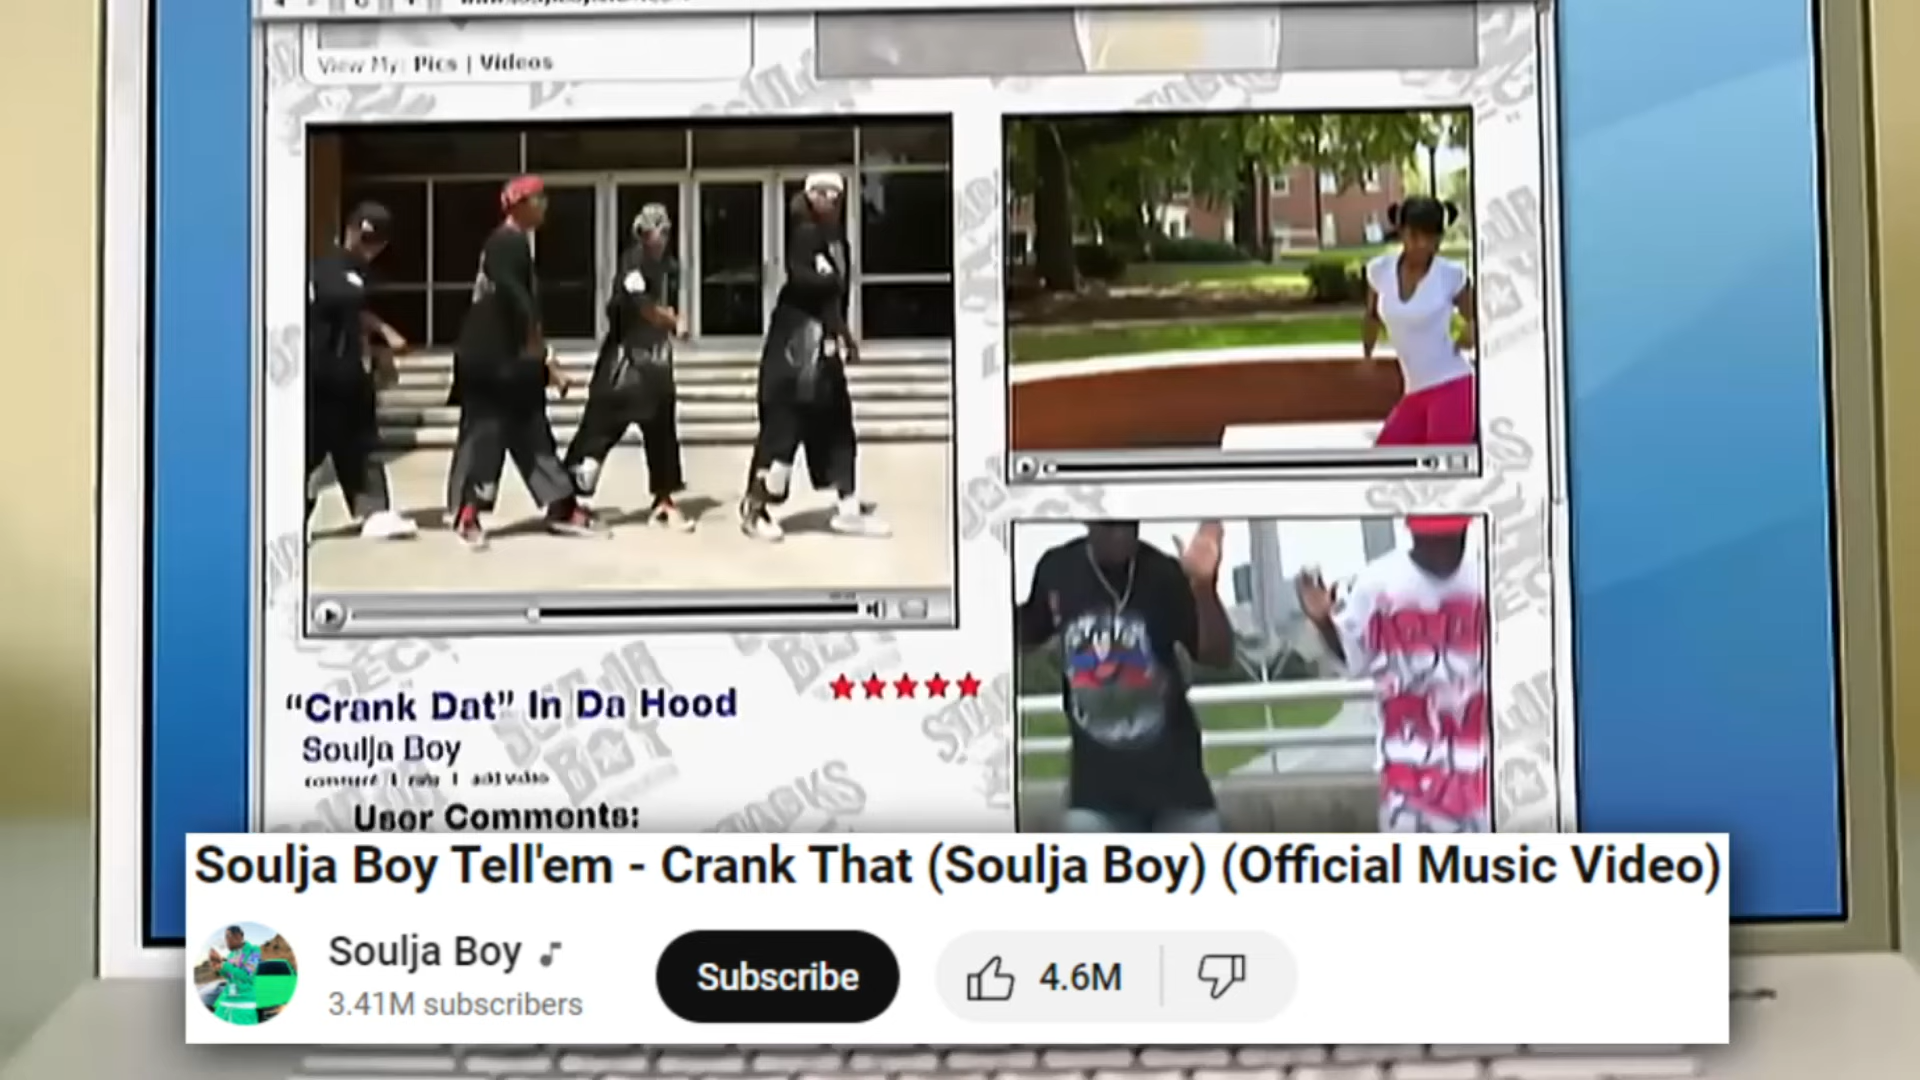 View My: Pics | Videos
“Crank Dat” In Da Hood
Soulja Boy
User Comments:
Soulja Boy Tell'em - Crank That (Soulja Boy) (Official Music Video)
Soulja Boy
3.41M subscribers
Subscribe
4.6M